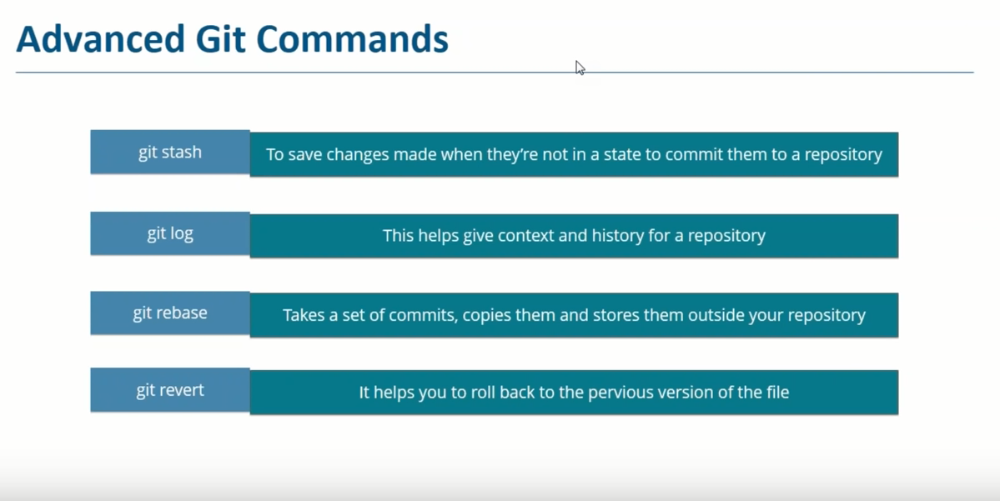 Advanced Git Commands
git stash
To save changes made when they're not in a state to commit them to a repository
git log
This helps give context and history for a repository
git rebase
Takes a set of commits, copies them and stores them outside your repository
git revert
It helps you to roll back to the pervious version of the file